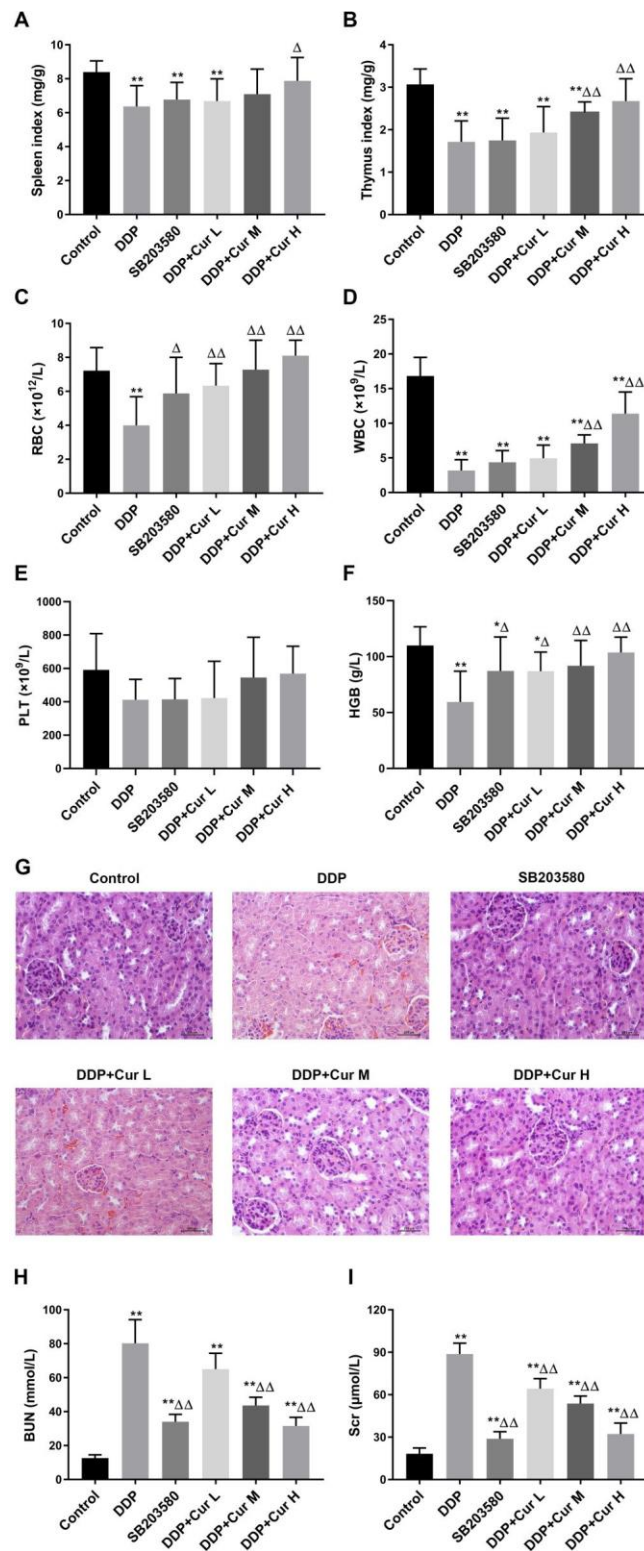 A
Spleen index (mg/g)
10
8
6
4
2
0
**
**
**
Δ
Control
DDP
SB203580
DDP+Cur L
DDP+Cur M
DDP+Cur H
B
Thymus index (mg/g)
4
3
2
1
0
**
**
**
**ΔΔ
ΔΔ
Control
DDP
SB203580
DDP+Cur L
DDP+Cur M
DDP+Cur H
C
RBC (×10¹²/L)
10
8
6
4
2
0
**
Δ
ΔΔ
ΔΔ
ΔΔ
Control
DDP
SB203580
DDP+Cur L
DDP+Cur M
DDP+Cur H
D
WBC (×10⁹/L)
25
20
15
10
5
0
**
**
**
**ΔΔ
**ΔΔ
Control
DDP
SB203580
DDP+Cur L
DDP+Cur M
DDP+Cur H
E
PLT (×10⁹/L)
1000
800
600
400
200
0
Control
DDP
SB203580
DDP+Cur L
DDP+Cur M
DDP+Cur H
F
HGB (g/L)
150
100
50
0
**
*Δ
*Δ
ΔΔ
ΔΔ
Control
DDP
SB203580
DDP+Cur L
DDP+Cur M
DDP+Cur H
G
Control
DDP
SB203580
DDP+Cur L
DDP+Cur M
DDP+Cur H
H
BUN (mmol/L)
100
80
60
40
20
0
**
**ΔΔ
**
**ΔΔ
**ΔΔ
Control
DDP
SB203580
DDP+Cur L
DDP+Cur M
DDP+Cur H
I
Scr (μmol/L)
120
90
60
30
0
**
**ΔΔ
**ΔΔ
**ΔΔ
**ΔΔ
Control
DDP
SB203580
DDP+Cur L
DDP+Cur M
DDP+Cur H